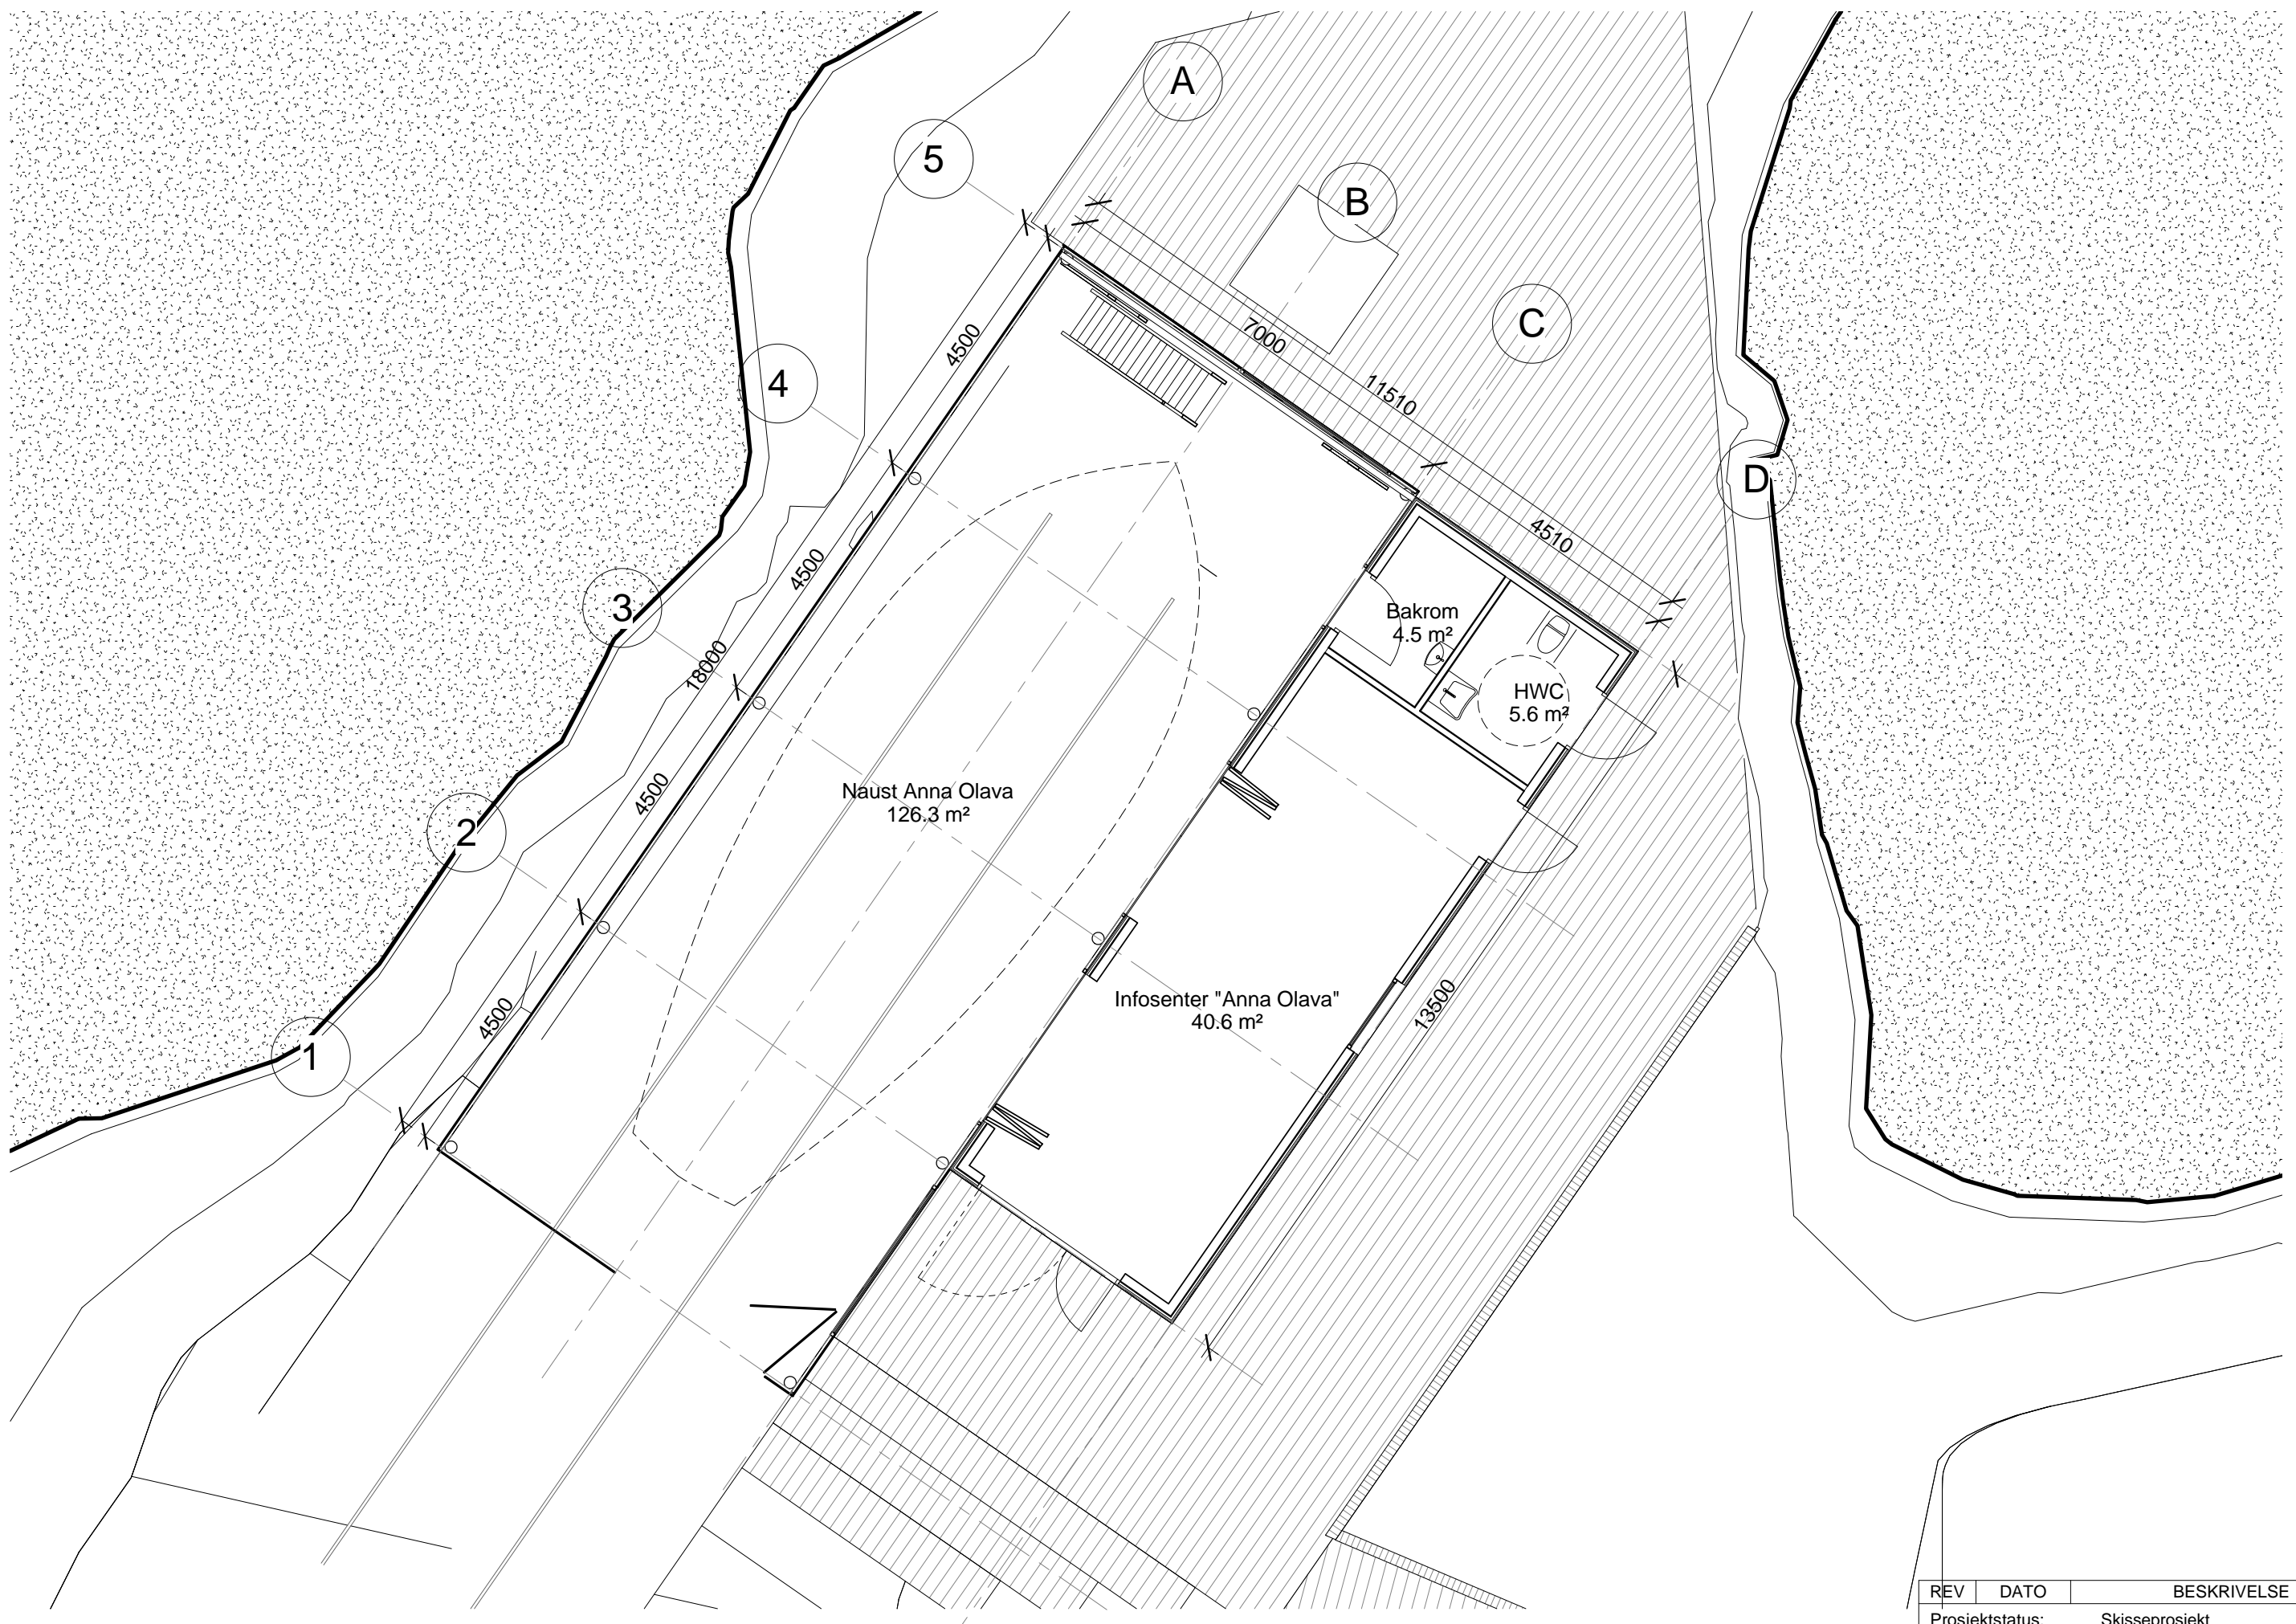 A
5
B
C
4
D
3
2
1
4500
7000
11510
4510
4500
18000
4500
4500
13500
Bakrom
4.5 m²
HWC
5.6 m²
Naust Anna Olava
126.3 m²
Infosenter "Anna Olava"
40.6 m²
REV DATO BESKRIVELSE
Prosjektstatus: Skisseprosjekt